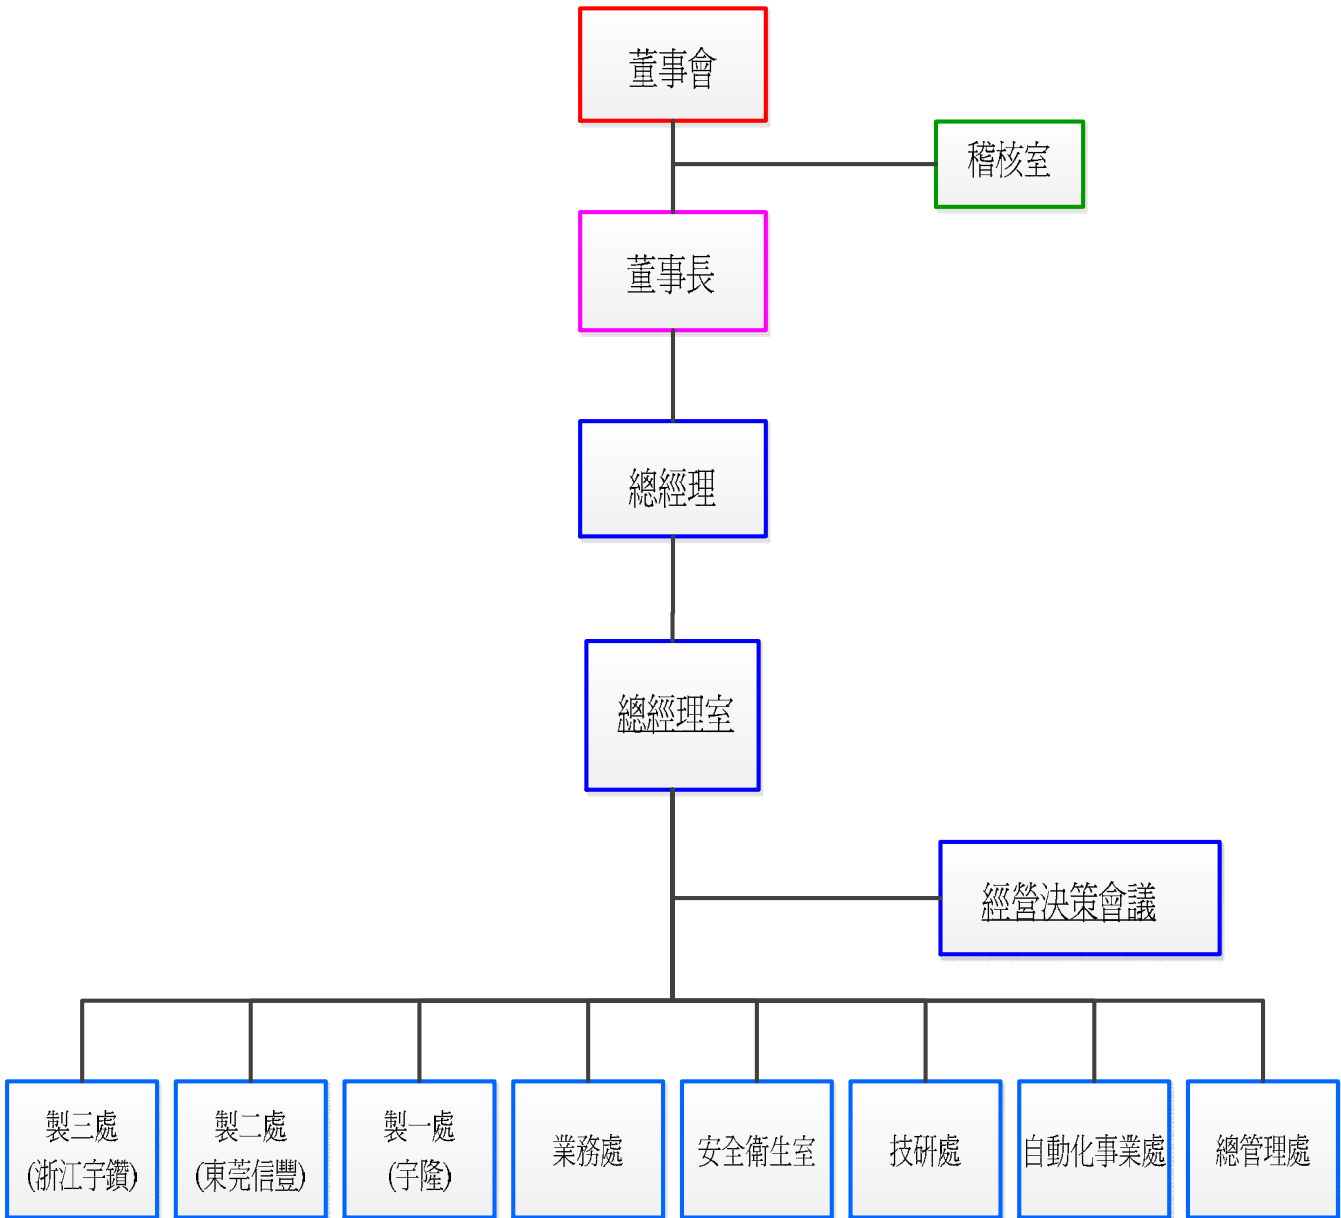 董事會
稽核室
董事長
總經理
總經理室
經營決策會議
製三處
(浙江宇鑽)
製二處
(東莞信豐)
製一處
(宇隆)
業務處
安全衛生室
技研處
自動化事業處
總管理處